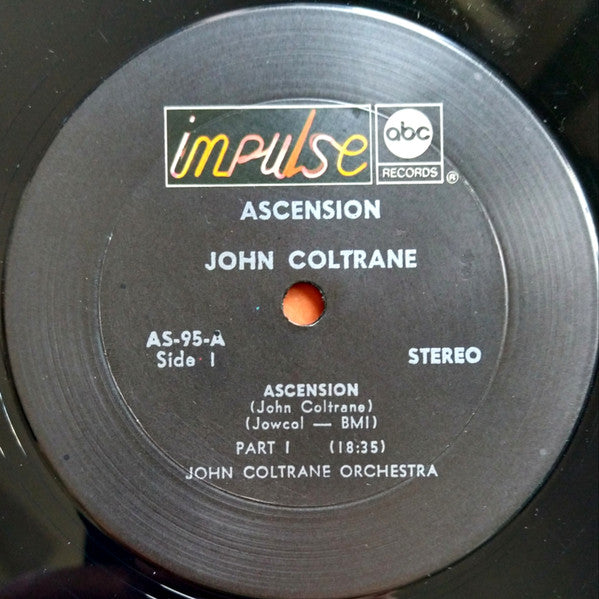 impulse abc
RECORDS ®
ASCENSION
JOHN COLTRANE
AS-95-A
Side 1 STEREO
ASCENSION
(John Coltrane)
(Jowcol — BMI)
PART 1 (18:35)
JOHN COLTRANE ORCHESTRA